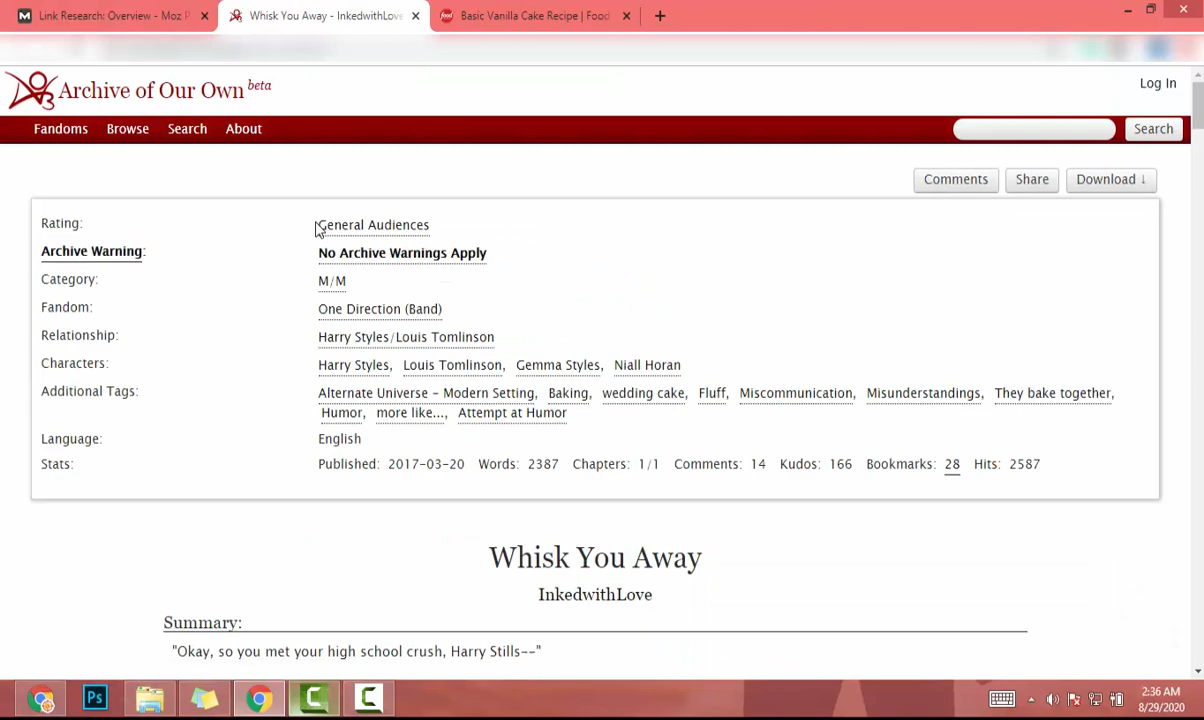 Link Research: Overview - Moz P
Whisk You Away - InkedwithLove
Basic Vanilla Cake Recipe | Food
Archive of Our Own beta
Log In
Fandoms Browse Search About
Search
Comments Share Download ↓
Rating: General Audiences
Archive Warning: No Archive Warnings Apply
Category: M/M
Fandom: One Direction (Band)
Relationship: Harry Styles/Louis Tomlinson
Characters: Harry Styles, Louis Tomlinson, Gemma Styles, Niall Horan
Additional Tags: Alternate Universe - Modern Setting, Baking, wedding cake, Fluff, Miscommunication, Misunderstandings, They bake together,
Humor, more like..., Attempt at Humor
Language: English
Stats: Published: 2017-03-20 Words: 2387 Chapters: 1/1 Comments: 14 Kudos: 166 Bookmarks: 28 Hits: 2587
Whisk You Away
InkedwithLove
Summary:
"Okay, so you met your high school crush, Harry Stills--"
Ps
2:36 AM
8/29/2020